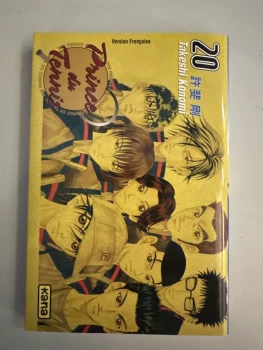 Version Française
Prince
du
Tennis
20
許斐 剛
Takeshi Konomi
kana